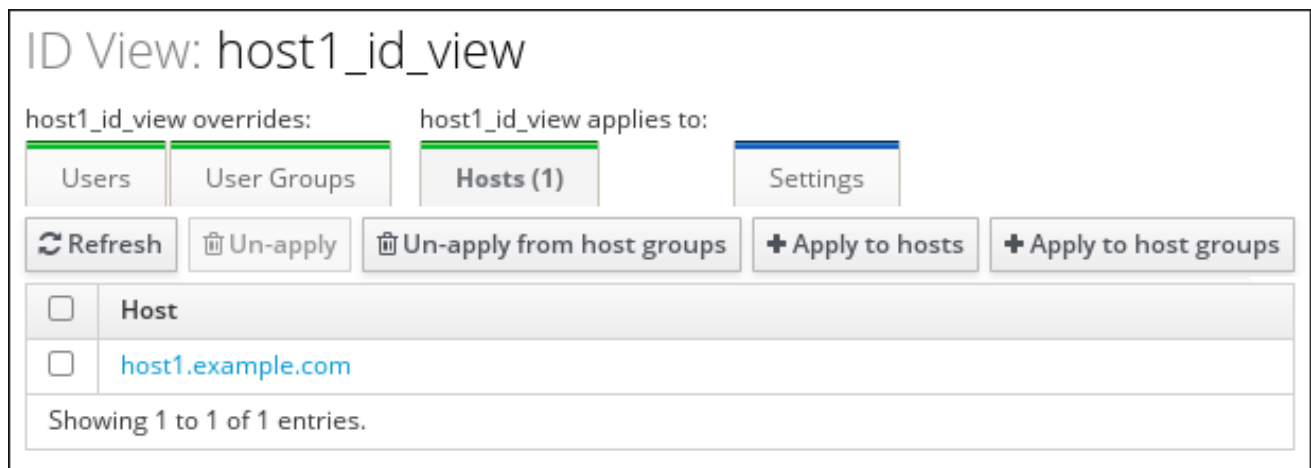 ID View: host1_id_view
host1_id_view overrides: host1_id_view applies to:
Users User Groups Hosts (1) Settings
Refresh Un-apply Un-apply from host groups Apply to hosts Apply to host groups
Host
host1.example.com
Showing 1 to 1 of 1 entries.